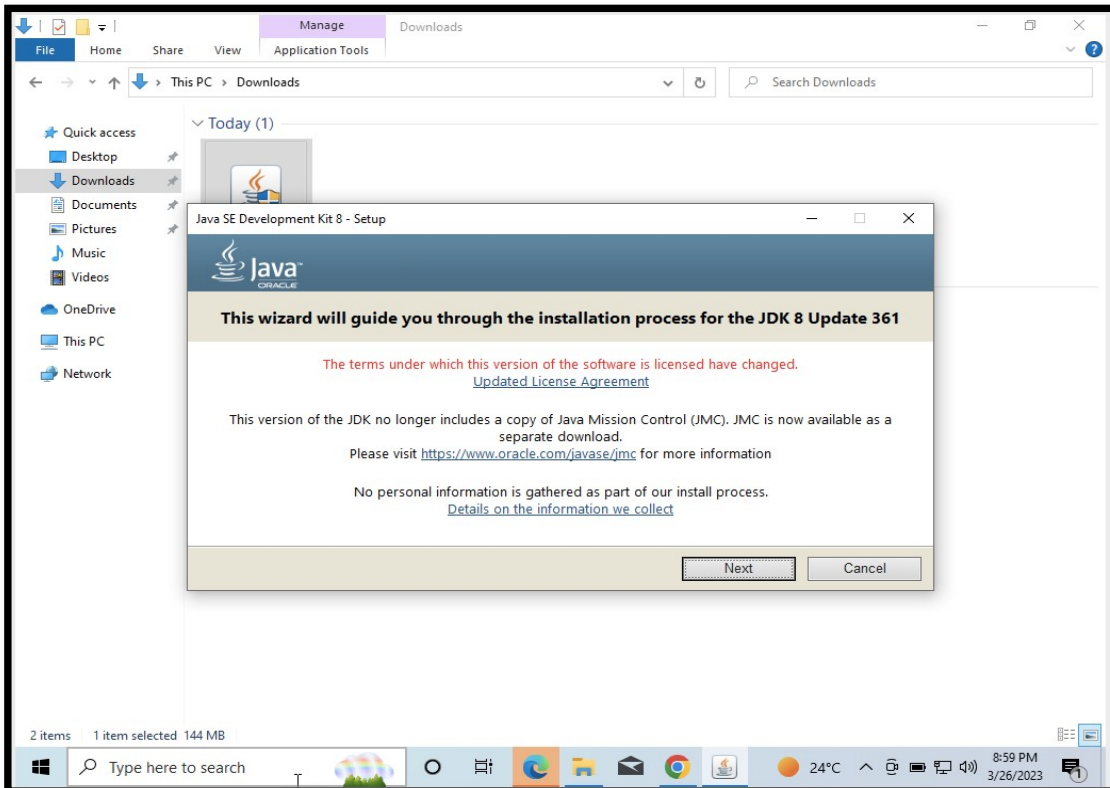 Manage
Downloads
File Home Share View Application Tools
This PC > Downloads
Search Downloads
Quick access
Desktop
Downloads
Documents
Pictures
Music
Videos
OneDrive
This PC
Network
Today (1)
Java SE Development Kit 8 - Setup
Java™
ORACLE
This wizard will guide you through the installation process for the JDK 8 Update 361
The terms under which this version of the software is licensed have changed.
Updated License Agreement
This version of the JDK no longer includes a copy of Java Mission Control (JMC). JMC is now available as a
separate download.
Please visit https://www.oracle.com/javase/jmc for more information
No personal information is gathered as part of our install process.
Details on the information we collect
Next Cancel
2 items 1 item selected 144 MB
Type here to search
24°C
8:59 PM
3/26/2023
1